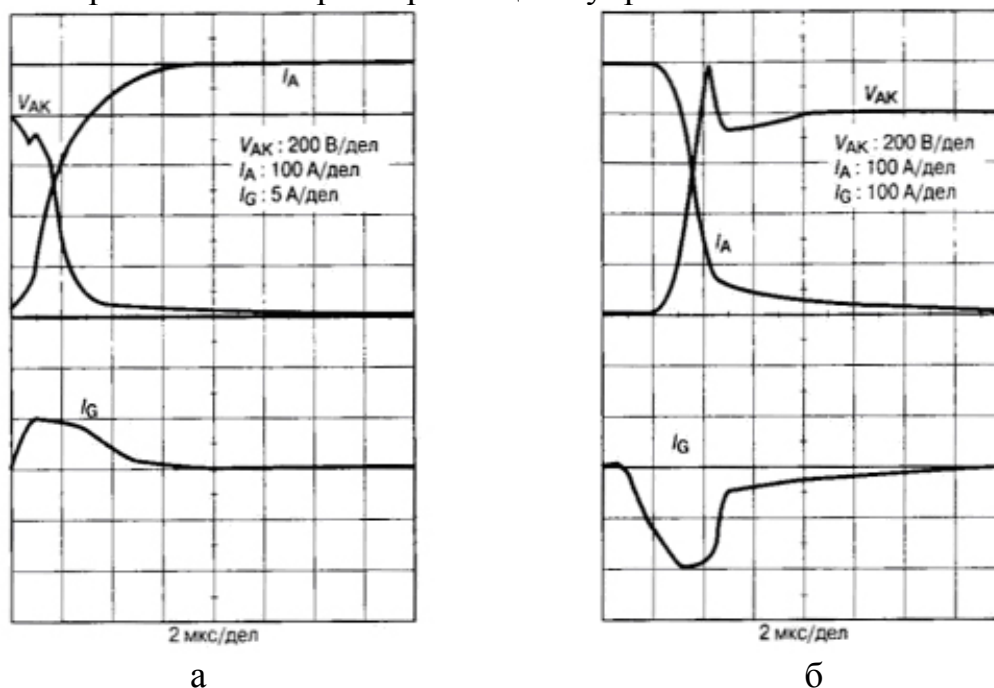 V_AK
I_A
V_AK : 200 В/дел
I_A : 100 А/дел
I_G : 5 А/дел
I_G
2 мкс/дел
а
V_AK
V_AK : 200 В/дел
I_A : 100 А/дел
I_G : 100 А/дел
I_A
I_G
2 мкс/дел
б